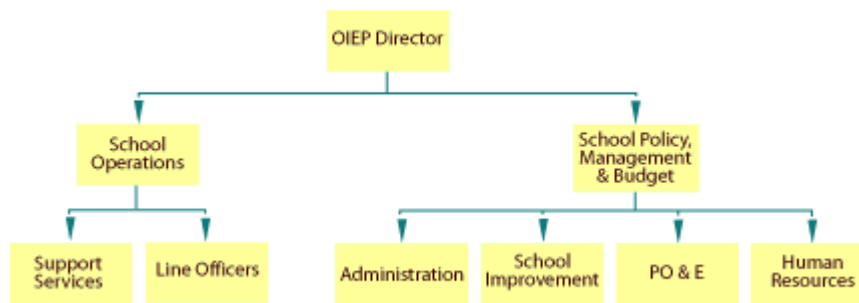 OIEP Director
School
Operations
School Policy,
Management
& Budget
Support
Services
Line Officers
Administration
School
Improvement
PO & E
Human
Resources